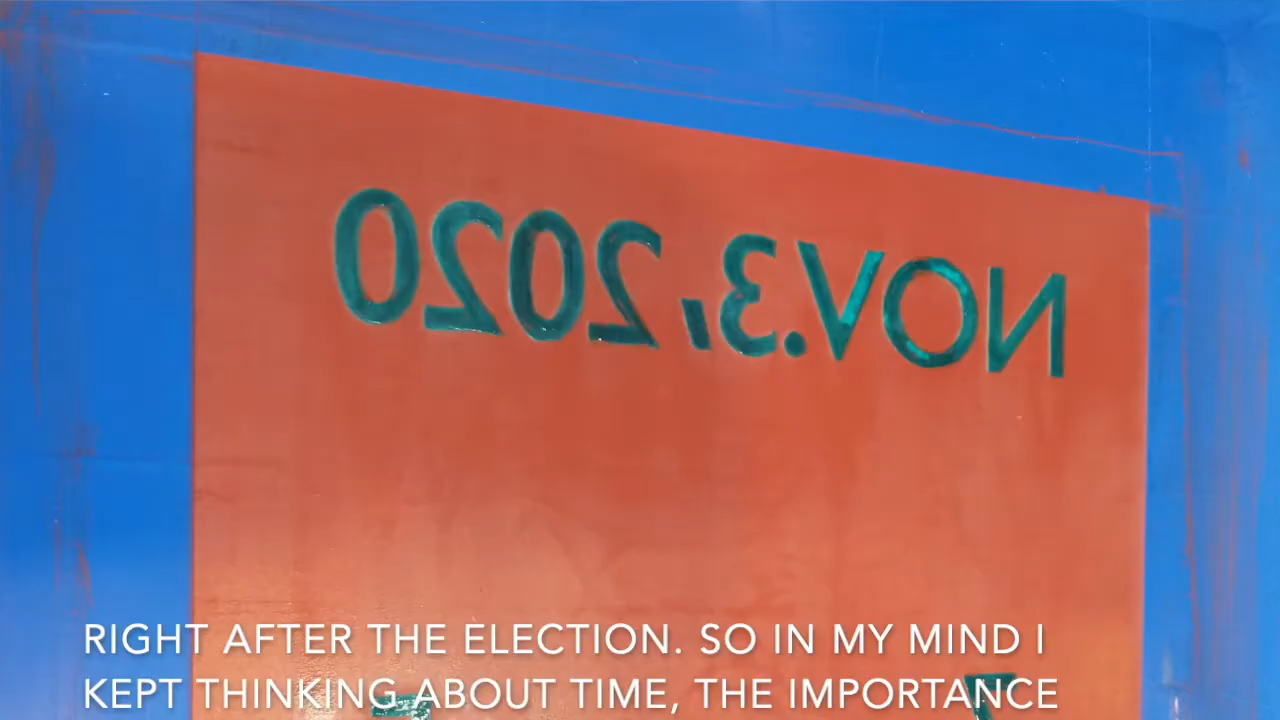 NOV.3, 2020
RIGHT AFTER THE ELECTION. SO IN MY MIND I
KEPT THINKING ABOUT TIME, THE IMPORTANCE